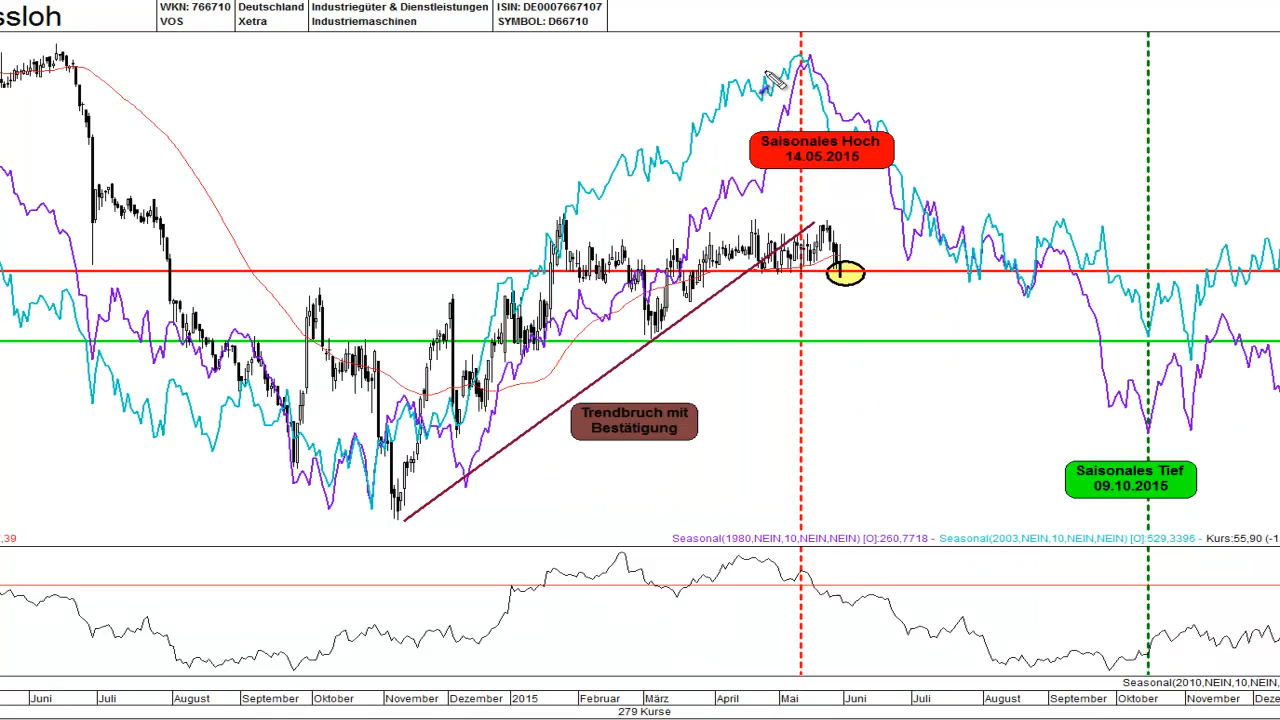 ssloh
WKN: 766710
VOS
Deutschland
Xetra
Industriegüter & Dienstleistungen
Industriemaschinen
ISIN: DE0007667107
SYMBOL: D66710
Saisonales Hoch
14.05.2015
Trendbruch mit
Bestätigung
Saisonales Tief
09.10.2015
,39
Seasonal(1980,NEIN,10,NEIN,NEIN) [O]:260,7718 - Seasonal(2003,NEIN,10,NEIN,NEIN) [O]:529,3396 - Kurs:55,90 (-1
Seasonal(2010,NEIN,10,NEIN,
Juni Juli August September Oktober November Dezember 2015 Februar März April Mai Juni Juli August September Oktober November Deze
279 Kurse